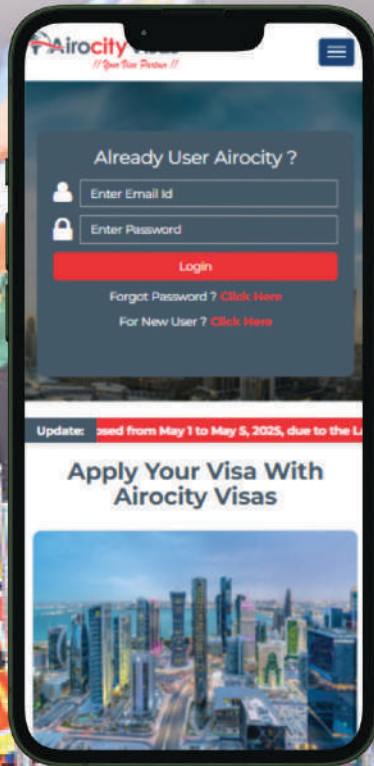 Airocity Visas
// Your Visa Partner //
Already User Airocity ?
Enter Email Id
Enter Password
Login
Forgot Password ? Click Here
For New User ? Click Here
Update: osed from May 1 to May 5, 2025, due to the La
Apply Your Visa With
Airocity Visas